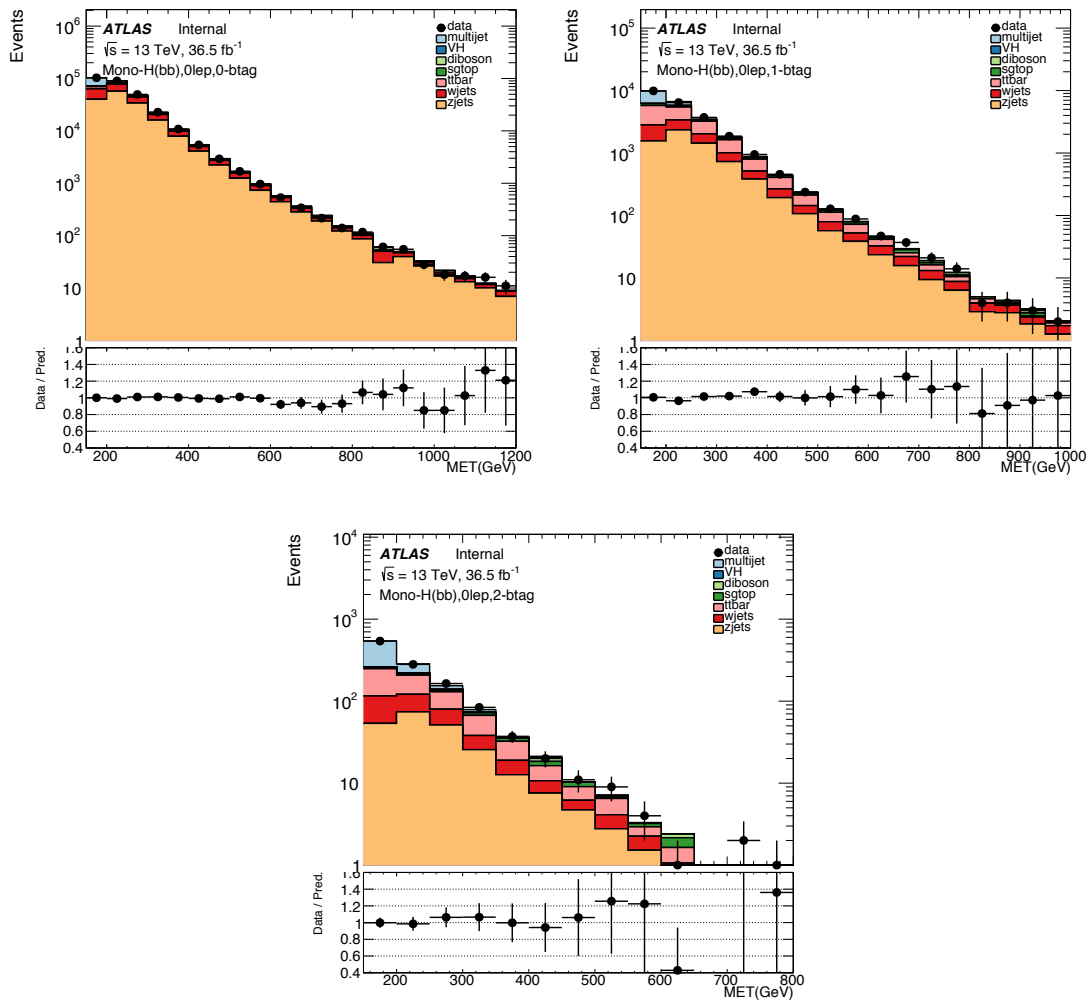 Events
10⁶
10⁵
10⁴
10³
10²
10
1
ATLAS Internal
√s = 13 TeV, 36.5 fb⁻¹
Mono-H(bb),0lep,0-btag
data
multijet
VH
diboson
sgtop
ttbar
wjets
zjets
Data / Pred.
1.6
1.4
1.2
1.0
0.8
0.6
0.4
200 400 600 800 1000 1200
MET(GeV)
Events
10⁵
10⁴
10³
10²
10
1
ATLAS Internal
√s = 13 TeV, 36.5 fb⁻¹
Mono-H(bb),0lep,1-btag
data
multijet
VH
diboson
sgtop
ttbar
wjets
zjets
Data / Pred.
1.6
1.4
1.2
1.0
0.8
0.6
0.4
200 300 400 500 600 700 800 900 1000
MET(GeV)
Events
10⁴
10³
10²
10
1
ATLAS Internal
√s = 13 TeV, 36.5 fb⁻¹
Mono-H(bb),0lep,2-btag
data
multijet
VH
diboson
sgtop
ttbar
wjets
zjets
Data / Pred.
1.6
1.4
1.2
1.0
0.8
0.6
0.4
200 300 400 500 600 700 800
MET(GeV)